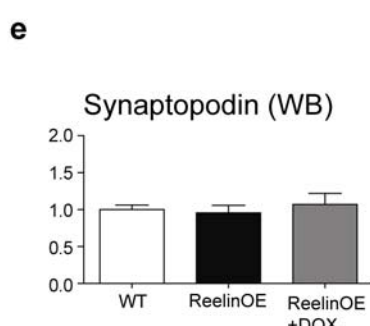 e
Synaptopodin (WB)
2.0
1.5
1.0
0.5
0.0
WT ReelinOE ReelinOE
+DOX